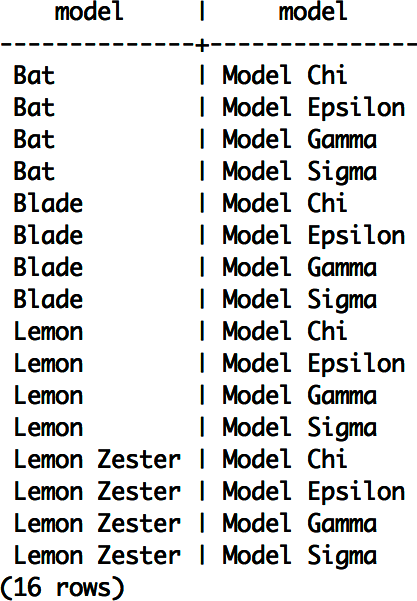 model | model
--------------+---------------
Bat | Model Chi
Bat | Model Epsilon
Bat | Model Gamma
Bat | Model Sigma
Blade | Model Chi
Blade | Model Epsilon
Blade | Model Gamma
Blade | Model Sigma
Lemon | Model Chi
Lemon | Model Epsilon
Lemon | Model Gamma
Lemon | Model Sigma
Lemon Zester | Model Chi
Lemon Zester | Model Epsilon
Lemon Zester | Model Gamma
Lemon Zester | Model Sigma
(16 rows)